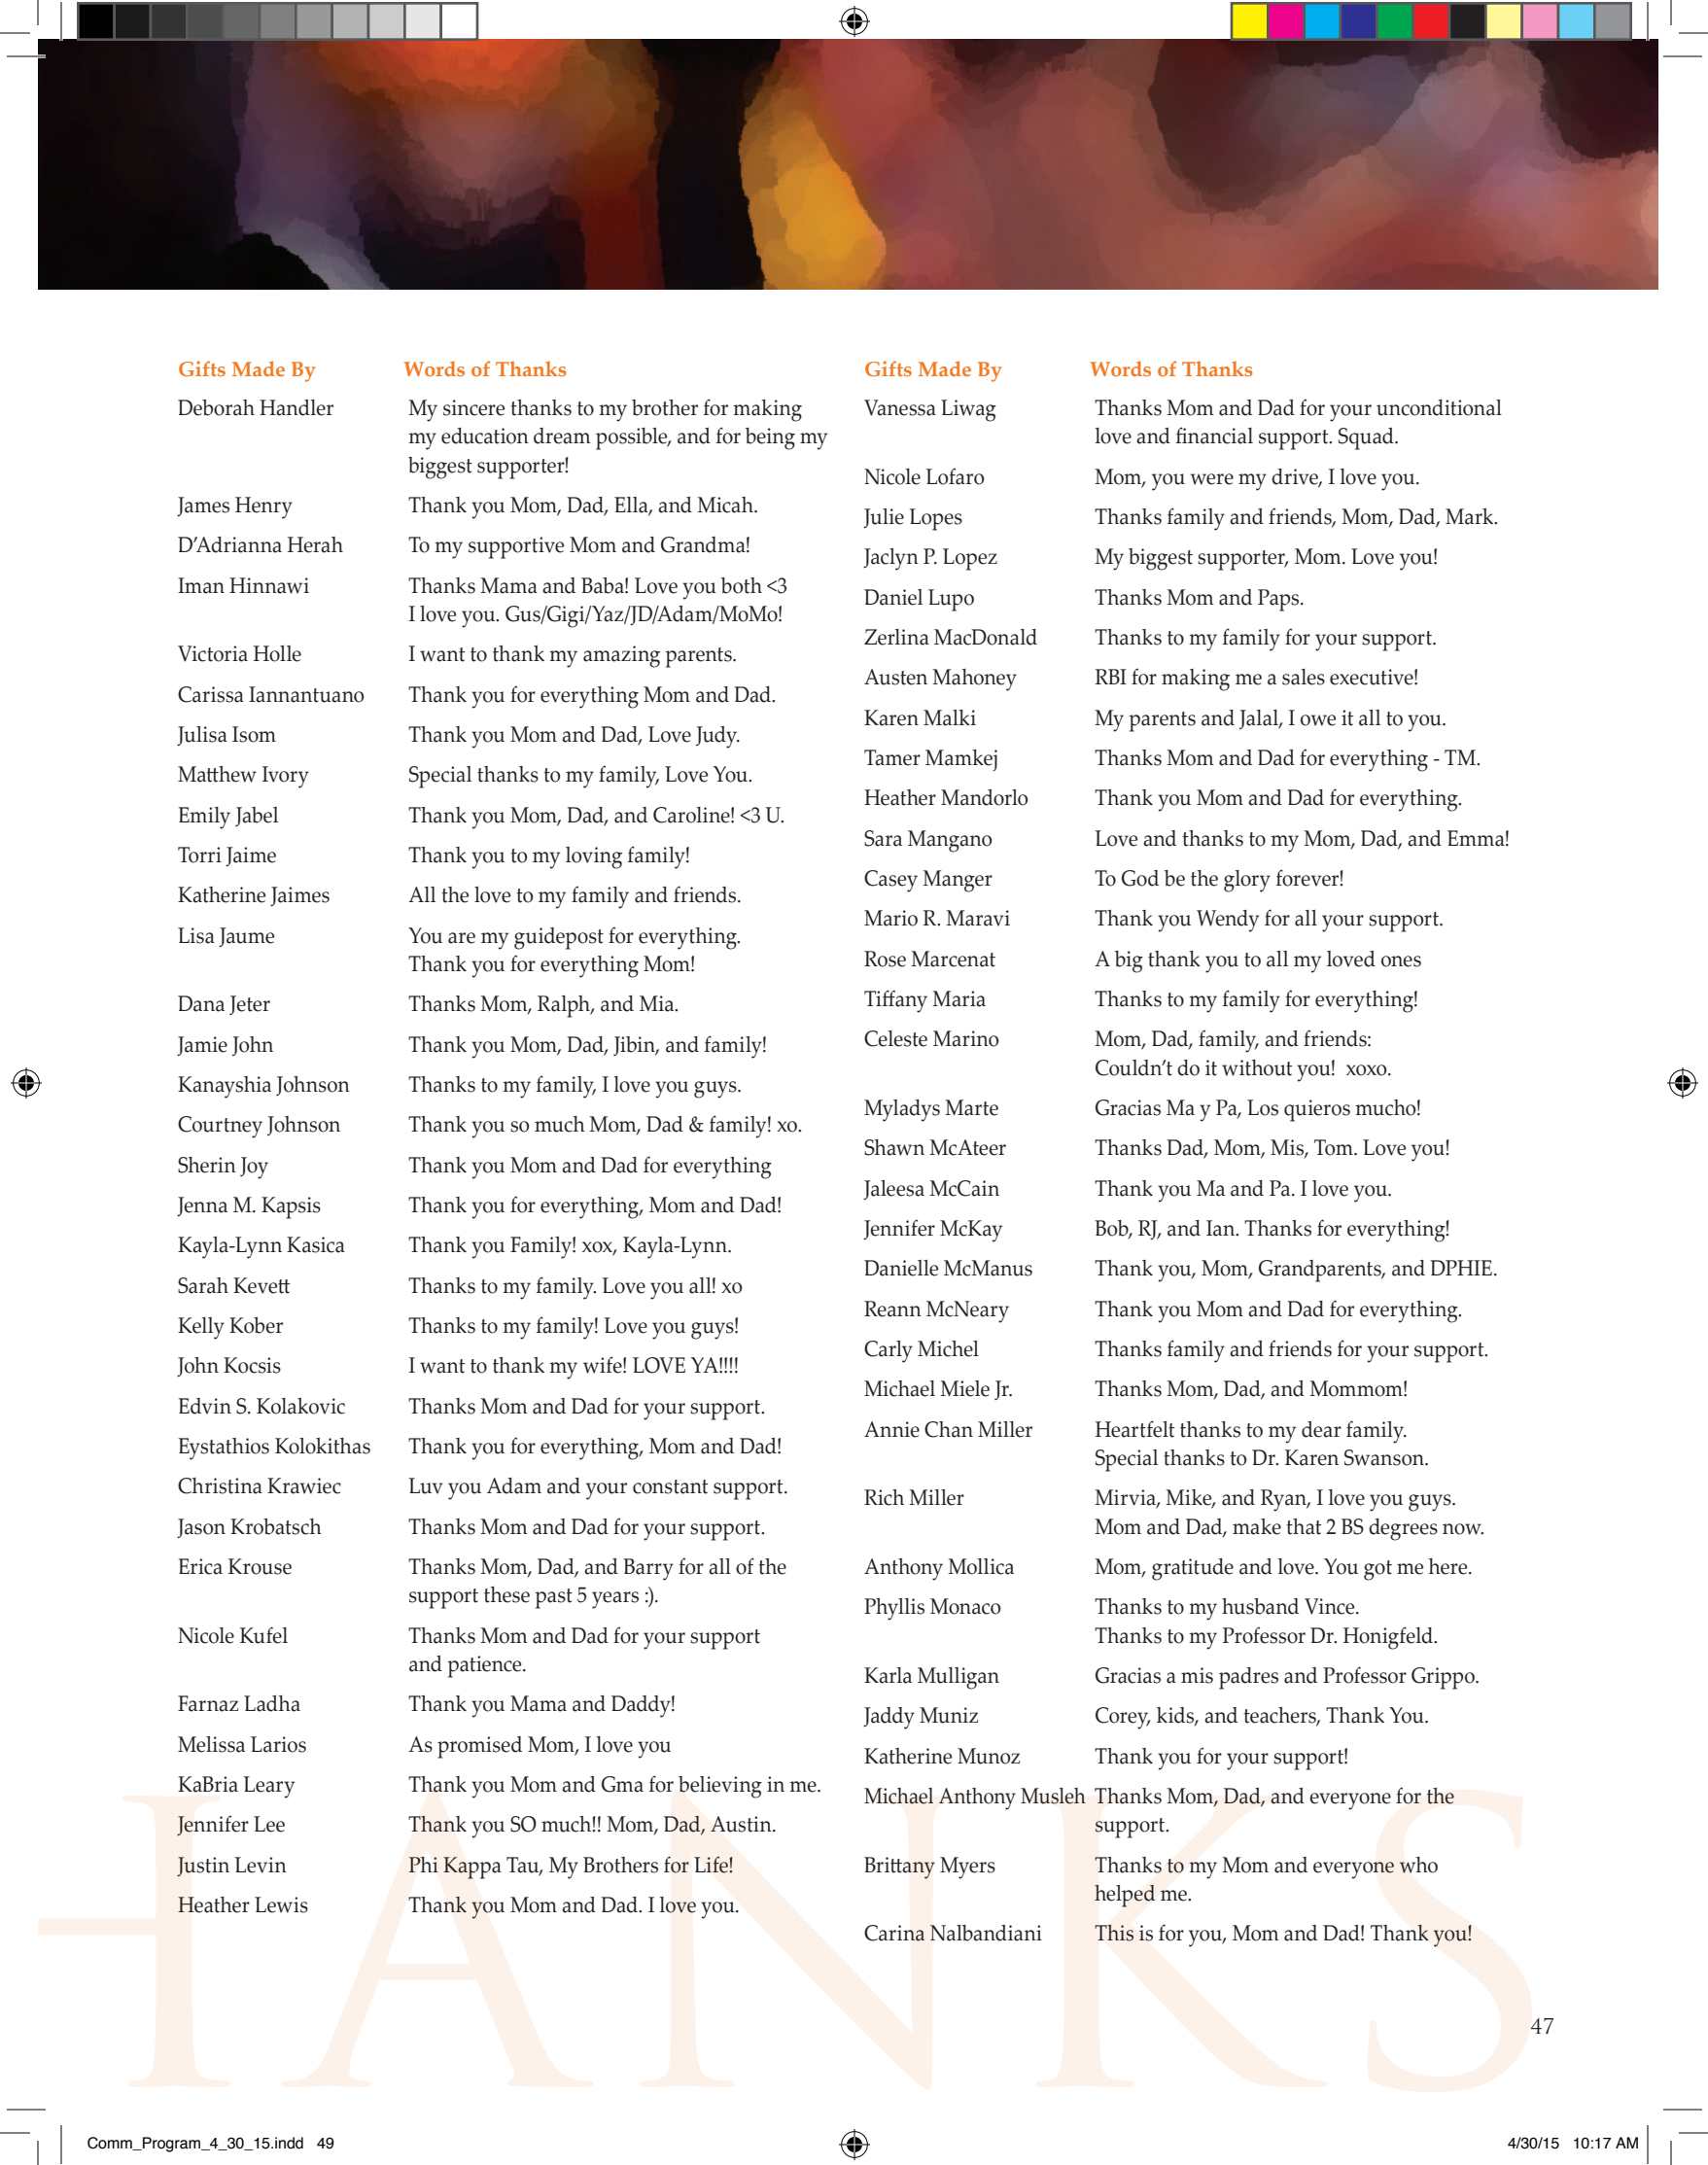 Gifts Made By Words of Thanks
Deborah Handler My sincere thanks to my brother for making
my education dream possible, and for being my
biggest supporter!
James Henry Thank you Mom, Dad, Ella, and Micah.
D’Adrianna Herah To my supportive Mom and Grandma!
Iman Hinnawi Thanks Mama and Baba! Love you both <3
I love you. Gus/Gigi/Yaz/JD/Adam/MoMo!
Victoria Holle I want to thank my amazing parents.
Carissa Iannantuano Thank you for everything Mom and Dad.
Julisa Isom Thank you Mom and Dad, Love Judy.
Matthew Ivory Special thanks to my family, Love You.
Emily Jabel Thank you Mom, Dad, and Caroline! <3 U.
Torri Jaime Thank you to my loving family!
Katherine Jaimes All the love to my family and friends.
Lisa Jaume You are my guidepost for everything.
Thank you for everything Mom!
Dana Jeter Thanks Mom, Ralph, and Mia.
Jamie John Thank you Mom, Dad, Jibin, and family!
Kanayshia Johnson Thanks to my family, I love you guys.
Courtney Johnson Thank you so much Mom, Dad & family! xo.
Sherin Joy Thank you Mom and Dad for everything
Jenna M. Kapsis Thank you for everything, Mom and Dad!
Kayla-Lynn Kasica Thank you Family! xox, Kayla-Lynn.
Sarah Kevett Thanks to my family. Love you all! xo
Kelly Kober Thanks to my family! Love you guys!
John Kocsis I want to thank my wife! LOVE YA!!!!
Edvin S. Kolakovic Thanks Mom and Dad for your support.
Eystathios Kolokithas Thank you for everything, Mom and Dad!
Christina Krawiec Luv you Adam and your constant support.
Jason Krobatsch Thanks Mom and Dad for your support.
Erica Krouse Thanks Mom, Dad, and Barry for all of the
support these past 5 years :).
Nicole Kufel Thanks Mom and Dad for your support
and patience.
Farnaz Ladha Thank you Mama and Daddy!
Melissa Larios As promised Mom, I love you
KaBria Leary Thank you Mom and Gma for believing in me.
Jennifer Lee Thank you SO much!! Mom, Dad, Austin.
Justin Levin Phi Kappa Tau, My Brothers for Life!
Heather Lewis Thank you Mom and Dad. I love you.
Gifts Made By Words of Thanks
Vanessa Liwag Thanks Mom and Dad for your unconditional
love and financial support. Squad.
Nicole Lofaro Mom, you were my drive, I love you.
Julie Lopes Thanks family and friends, Mom, Dad, Mark.
Jaclyn P. Lopez My biggest supporter, Mom. Love you!
Daniel Lupo Thanks Mom and Paps.
Zerlina MacDonald Thanks to my family for your support.
Austen Mahoney RBI for making me a sales executive!
Karen Malki My parents and Jalal, I owe it all to you.
Tamer Mamkej Thanks Mom and Dad for everything - TM.
Heather Mandorlo Thank you Mom and Dad for everything.
Sara Mangano Love and thanks to my Mom, Dad, and Emma!
Casey Manger To God be the glory forever!
Mario R. Maravi Thank you Wendy for all your support.
Rose Marcenat A big thank you to all my loved ones
Tiffany Maria Thanks to my family for everything!
Celeste Marino Mom, Dad, family, and friends:
Couldn’t do it without you! xoxo.
Myladys Marte Gracias Ma y Pa, Los quieros mucho!
Shawn McAteer Thanks Dad, Mom, Mis, Tom. Love you!
Jaleesa McCain Thank you Ma and Pa. I love you.
Jennifer McKay Bob, RJ, and Ian. Thanks for everything!
Danielle McManus Thank you, Mom, Grandparents, and DPHIE.
Reann McNeary Thank you Mom and Dad for everything.
Carly Michel Thanks family and friends for your support.
Michael Miele Jr. Thanks Mom, Dad, and Mommom!
Annie Chan Miller Heartfelt thanks to my dear family.
Special thanks to Dr. Karen Swanson.
Rich Miller Mirvia, Mike, and Ryan, I love you guys.
Mom and Dad, make that 2 BS degrees now.
Anthony Mollica Mom, gratitude and love. You got me here.
Phyllis Monaco Thanks to my husband Vince.
Thanks to my Professor Dr. Honigfeld.
Karla Mulligan Gracias a mis padres and Professor Grippo.
Jaddy Muniz Corey, kids, and teachers, Thank You.
Katherine Munoz Thank you for your support!
Michael Anthony Musleh Thanks Mom, Dad, and everyone for the
support.
Brittany Myers Thanks to my Mom and everyone who
helped me.
Carina Nalbandiani This is for you, Mom and Dad! Thank you!
HANKS
47
Comm_Program_4_30_15.indd 49 4/30/15 10:17 AM